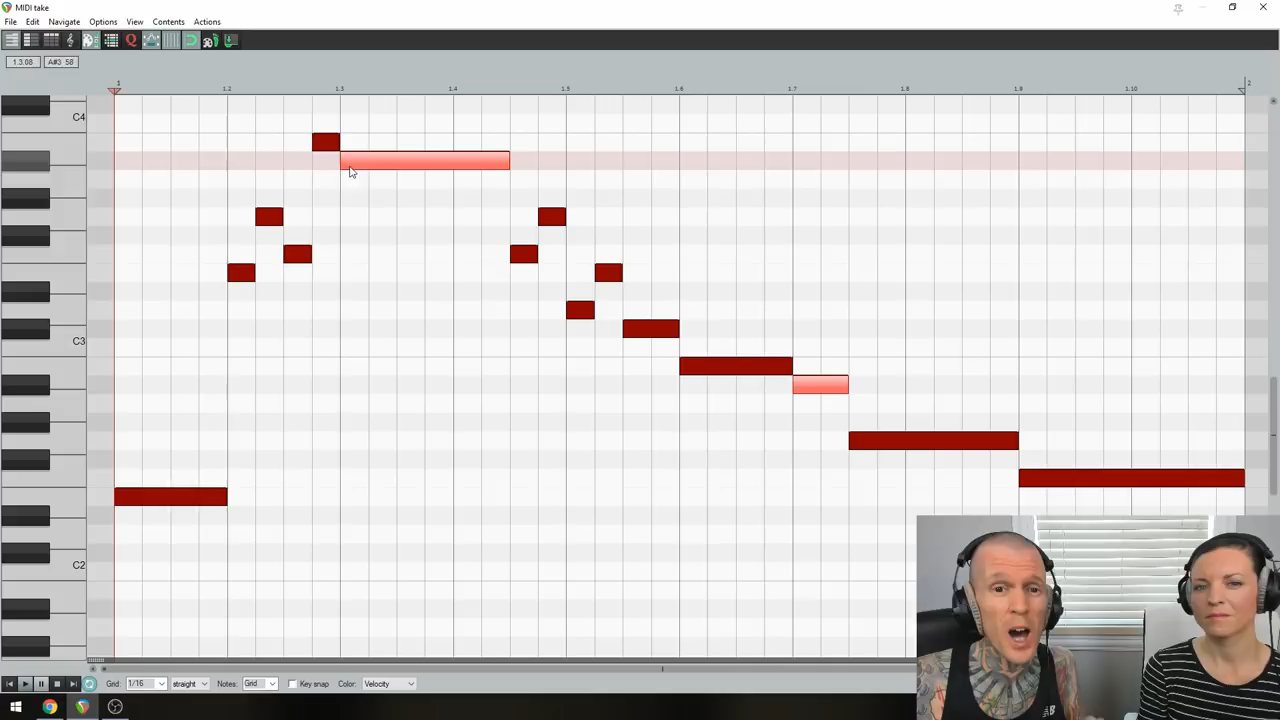 MIDI take
File Edit Navigate Options View Contents Actions
Q
1.3.08 A#3 58
1 1.2 1.3 1.4 1.5 1.6 1.7 1.8 1.9 1.10 2
C4
C3
C2
Grid: 1/16 straight Notes: Grid Key snap Color: Velocity